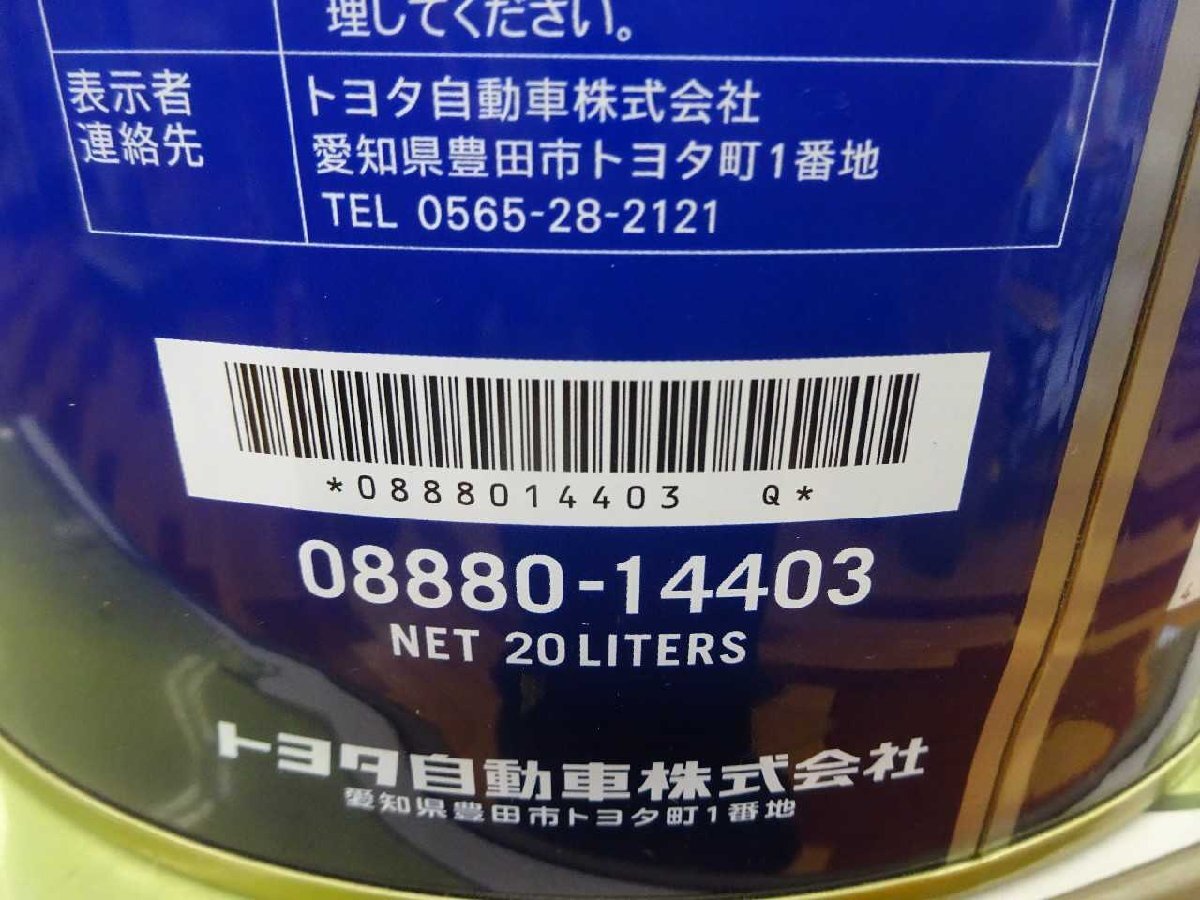 理してください。
表示者
連絡先
トヨタ自動車株式会社
愛知県豊田市トヨタ町1番地
TEL 0565-28-2121
*0888014403 Q*
08880-14403
NET 20 LITERS
トヨタ自動車株式会社
愛知県豊田市トヨタ町1番地